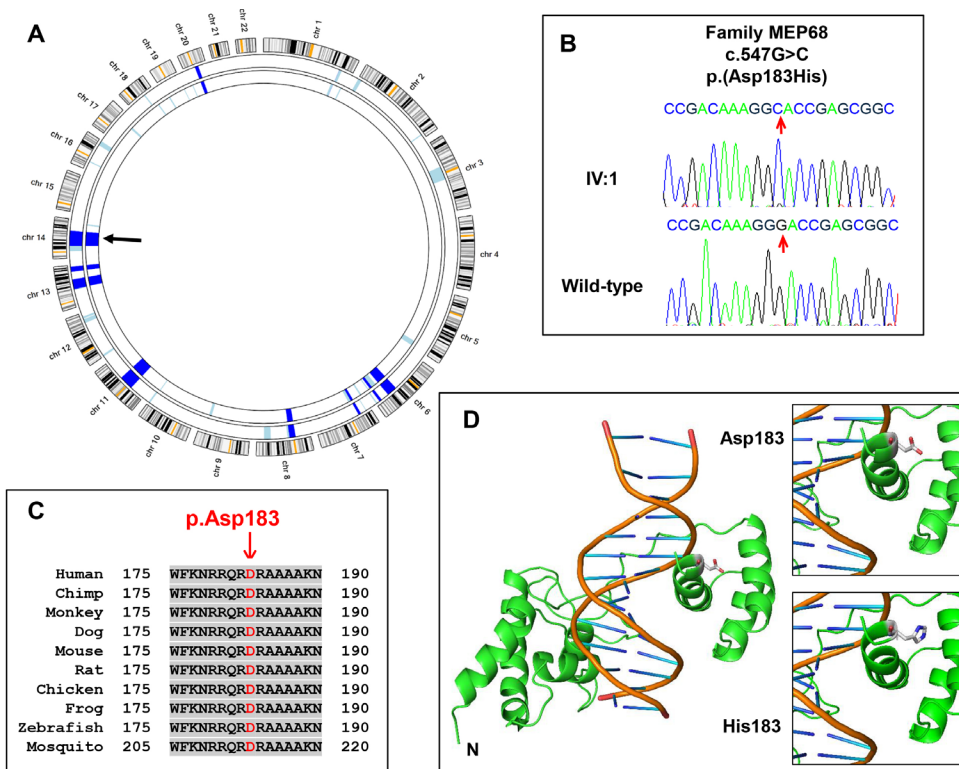 A
chr 1
chr 2
chr 3
chr 4
chr 5
chr 6
chr 7
chr 8
chr 9
chr 10
chr 11
chr 12
chr 13
chr 14
chr 15
chr 16
chr 17
chr 18
chr 19
chr 20
chr 21
chr 22
B
Family MEP68
c.547G>C
p.(Asp183His)
CCGACAAAGGCACCGAGCGGC
IV:1
CCGACAAAGGGACCGAGCGGC
Wild-type
C
p.Asp183
Human 175 WFKNRRQRDRAAAAKN 190
Chimp 175 WFKNRRQRDRAAAAKN 190
Monkey 175 WFKNRRQRDRAAAAKN 190
Dog 175 WFKNRRQRDRAAAAKN 190
Mouse 175 WFKNRRQRDRAAAAKN 190
Rat 175 WFKNRRQRDRAAAAKN 190
Chicken 175 WFKNRRQRDRAAAAKN 190
Frog 175 WFKNRRQRDRAAAAKN 190
Zebrafish 175 WFKNRRQRDRAAAAKN 190
Mosquito 205 WFKNRRQRDRAAAAKN 220
D
Asp183
His183
N